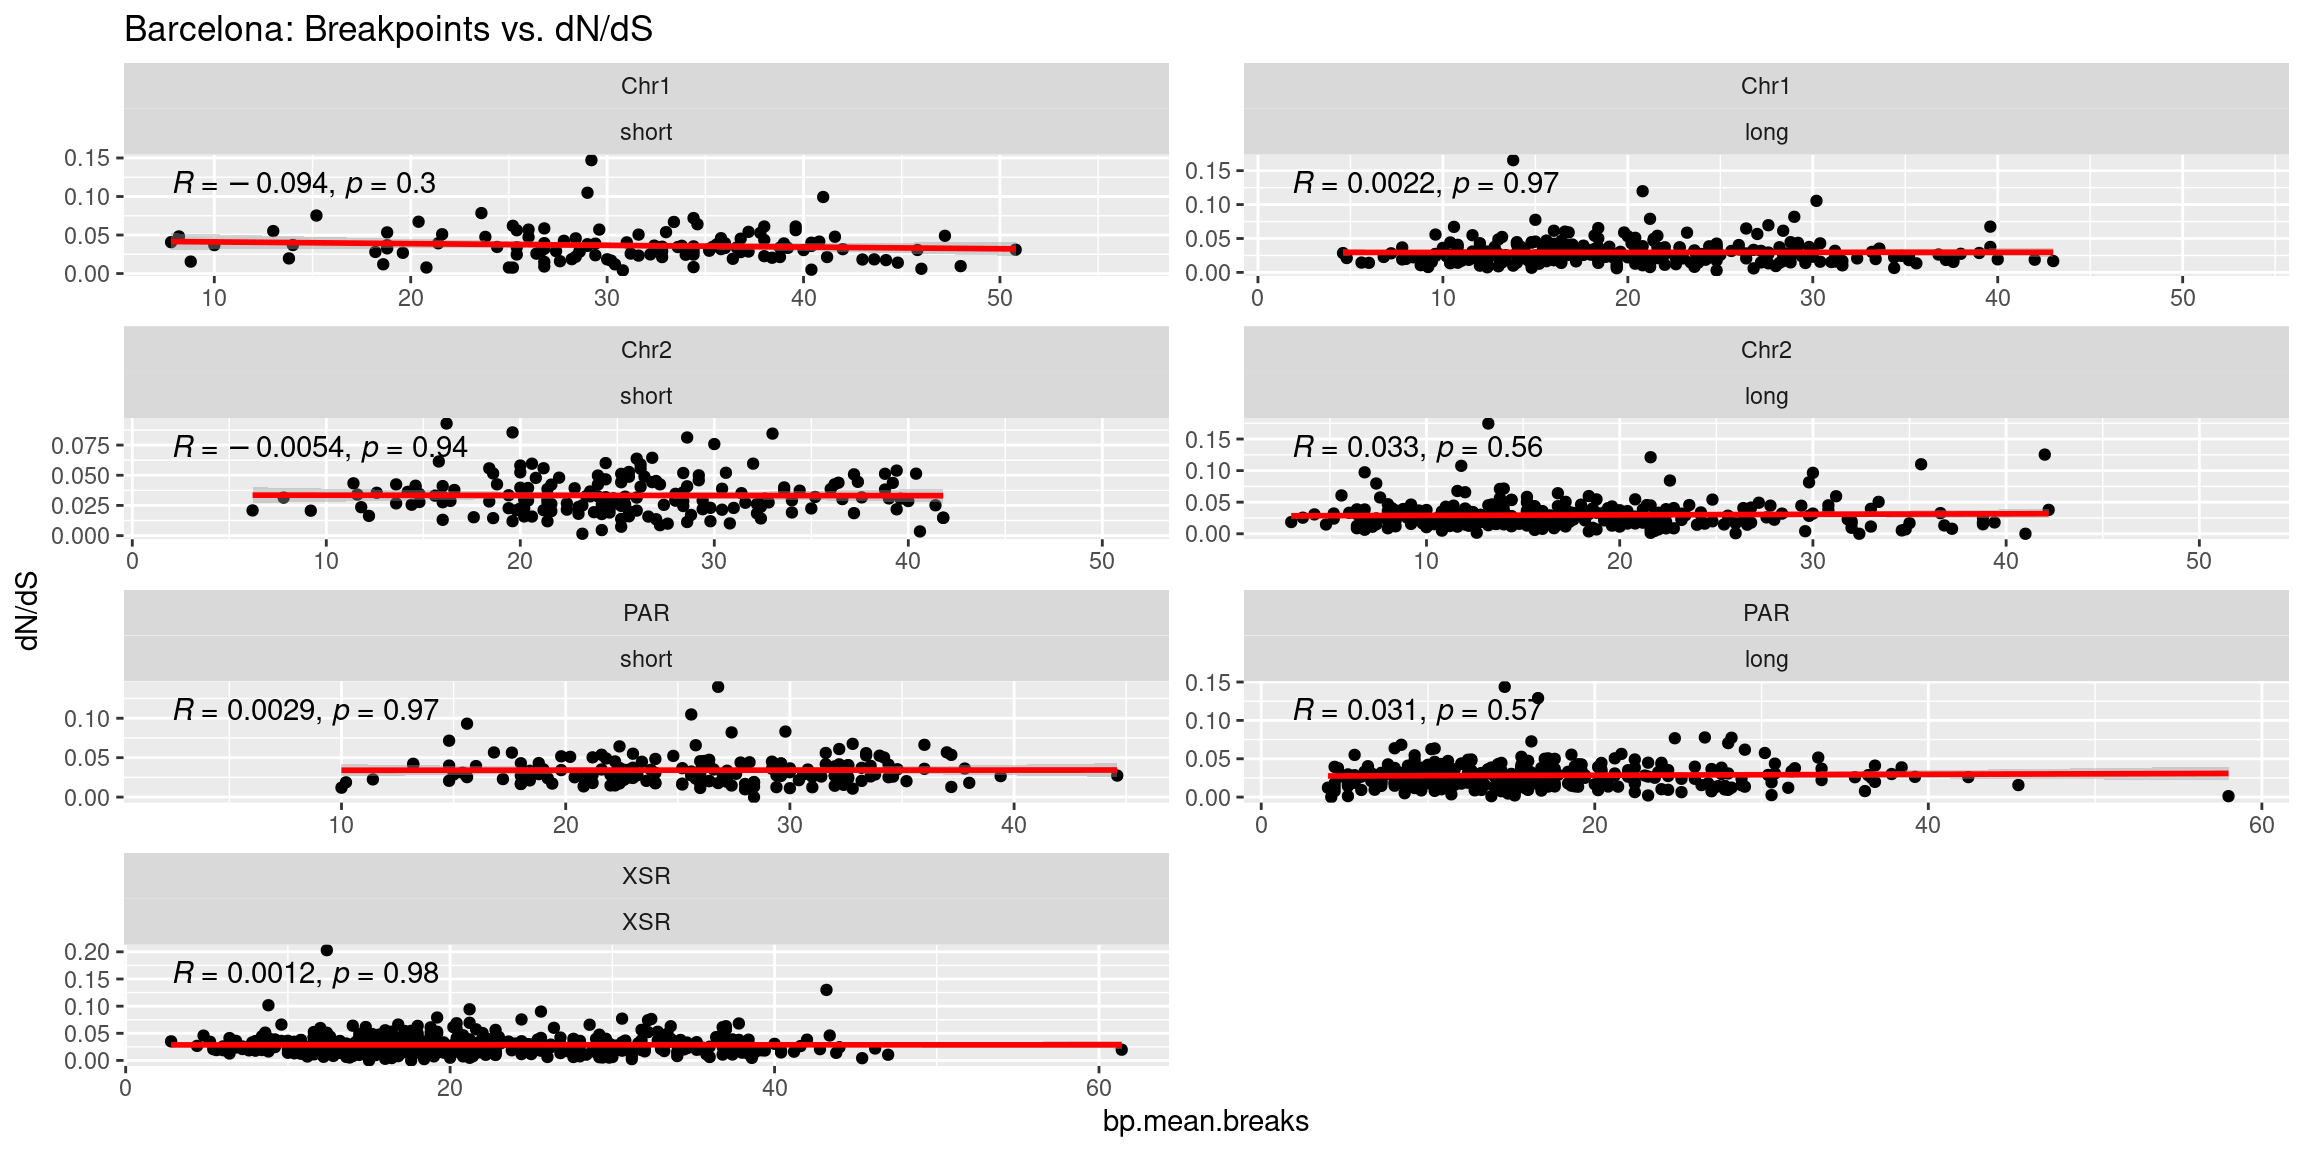 Barcelona: Breakpoints vs. dN/dS
Chr1
short
R = −0.094, p = 0.3
0.15
0.10
0.05
0.00
10 20 30 40 50
Chr1
long
R = 0.0022, p = 0.97
0.15
0.10
0.05
0.00
0 10 20 30 40 50
Chr2
short
R = −0.0054, p = 0.94
0.075
0.050
0.025
0.000
0 10 20 30 40 50
Chr2
long
R = 0.033, p = 0.56
0.15
0.10
0.05
0.00
10 20 30 40 50
PAR
short
R = 0.0029, p = 0.97
0.10
0.05
0.00
10 20 30 40
PAR
long
R = 0.031, p = 0.57
0.15
0.10
0.05
0.00
0 20 40 60
XSR
XSR
R = 0.0012, p = 0.98
0.20
0.15
0.10
0.05
0.00
0 20 40 60
dN/dS
bp.mean.breaks